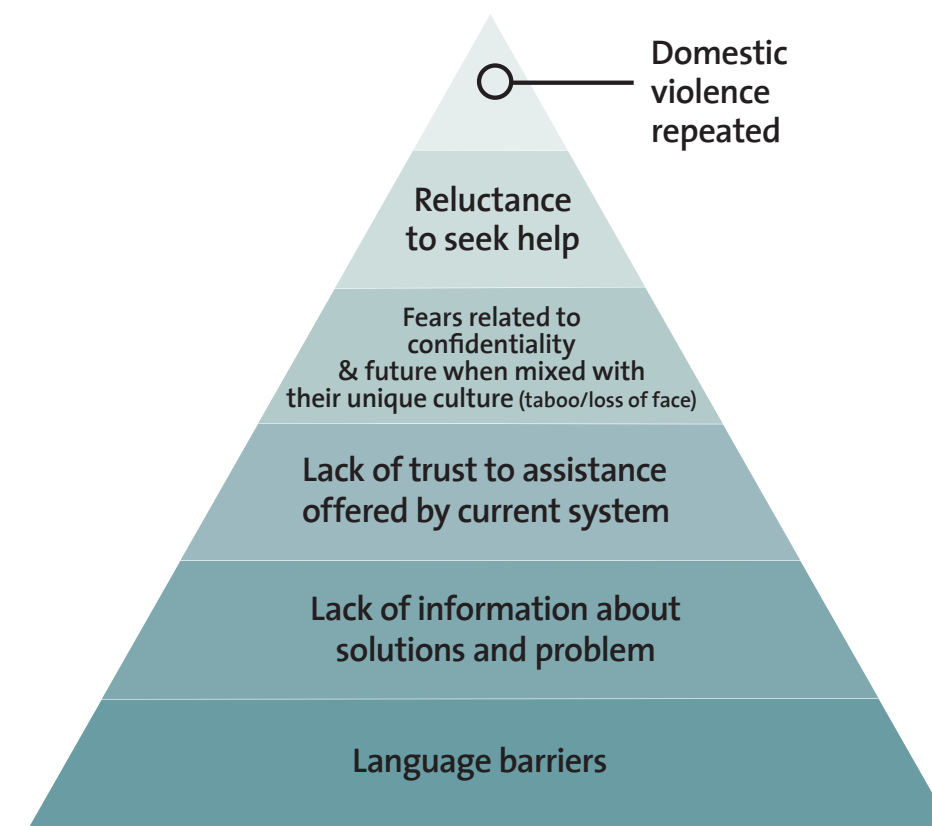 Domestic
violence
repeated
Reluctance
to seek help
Fears related to
confidentiality
& future when mixed with
their unique culture (taboo/loss of face)
Lack of trust to assistance
offered by current system
Lack of information about
solutions and problem
Language barriers